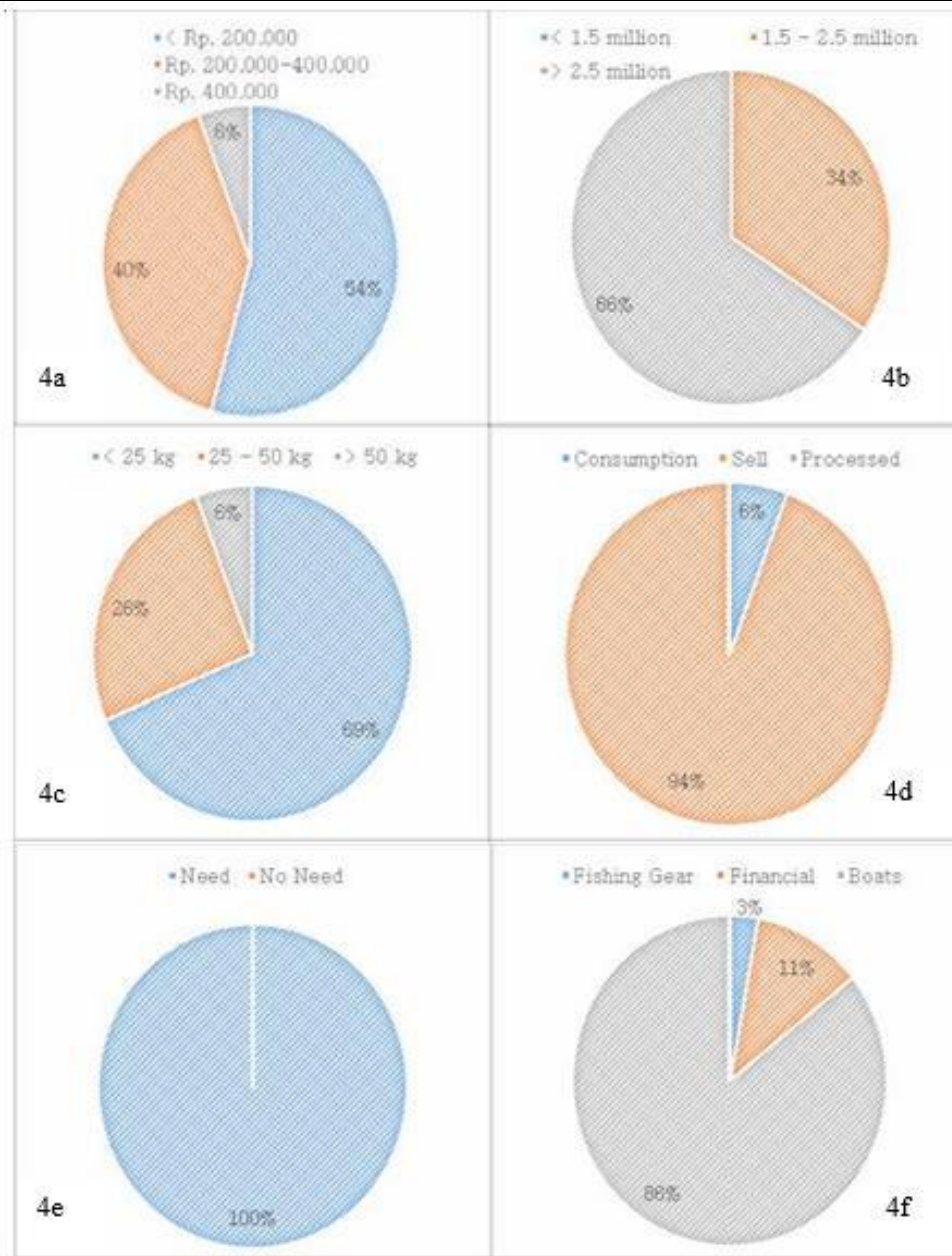 •< Rp. 200.000
•Rp. 200.000-400.000
•Rp. 400.000
6%
40%
54%
4a
•< 1.5 million •1.5 - 2.5 million
•> 2.5 million
34%
66%
4b
•< 25 kg •25 - 50 kg •> 50 kg
6%
26%
69%
4c
•Consumption •Sell •Processed
6%
94%
4d
•Need •No Need
100%
4e
•Fishing Gear •Financial •Boats
3%
11%
86%
4f